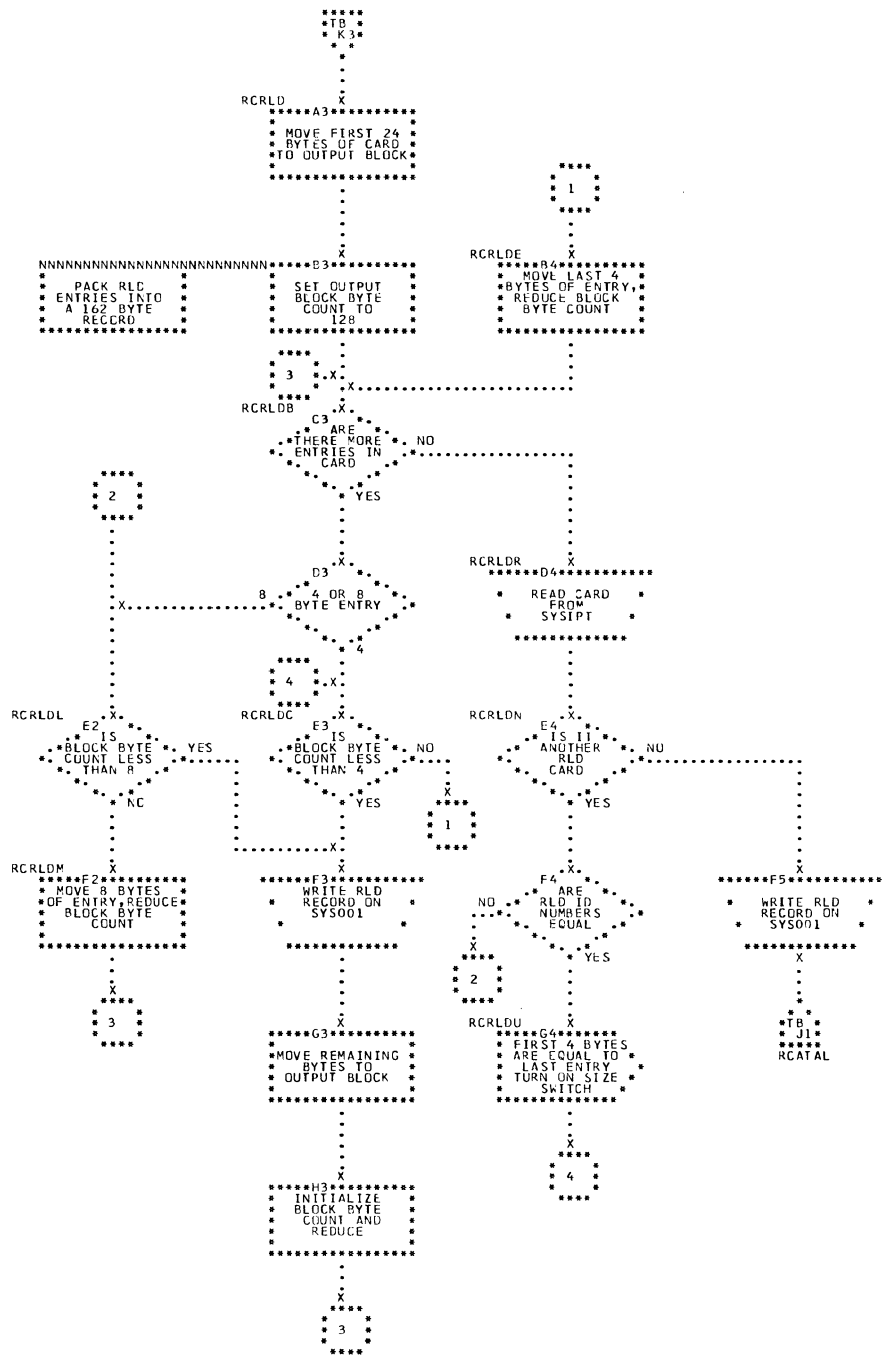 TB
K3
RCRLD
A3
MOVE FIRST 24
BYTES OF CARD
TO OUTPUT BLOCK
1
NNNNNNNNNNNNNNNNNNNNNNNNNNN
PACK RLD
ENTRIES INTO
A 162 BYTE
RECORD
B3
SET OUTPUT
BLOCK BYTE
COUNT TO
128
RCRLDE
B4
MOVE LAST 4
BYTES OF ENTRY,
REDUCE BLOCK
BYTE COUNT
3
X
X
RCRLDB
C3
ARE
THERE MORE
ENTRIES IN
CARD
NO
YES
2
D3
4 OR 8
BYTE ENTRY
8
4
RCRLDR
D4
READ CARD
FROM
SYSIPT
4
RCRLDL
E2
IS
BLOCK BYTE
COUNT LESS
THAN 8
YES
NO
RCRLDC
E3
IS
BLOCK BYTE
COUNT LESS
THAN 4
NO
YES
1
RCRLDN
E4
IS IT
ANOTHER
RLD
CARD
NO
YES
RCRLDM
F2
MOVE 8 BYTES
OF ENTRY,REDUCE
BLOCK BYTE
COUNT
3
F3
WRITE RLD
RECORD ON
SYS001
F4
ARE
RLD ID
NUMBERS
EQUAL
NO
YES
2
F5
WRITE RLD
RECORD ON
SYS001
TB
J1
RCATAL
G3
MOVE REMAINING
BYTES TO
OUTPUT BLOCK
RCRLDU
G4
FIRST 4 BYTES
ARE EQUAL TO
LAST ENTRY
TURN ON SIZE
SWITCH
4
H3
INITIALIZE
BLOCK BYTE
COUNT AND
REDUCE
3